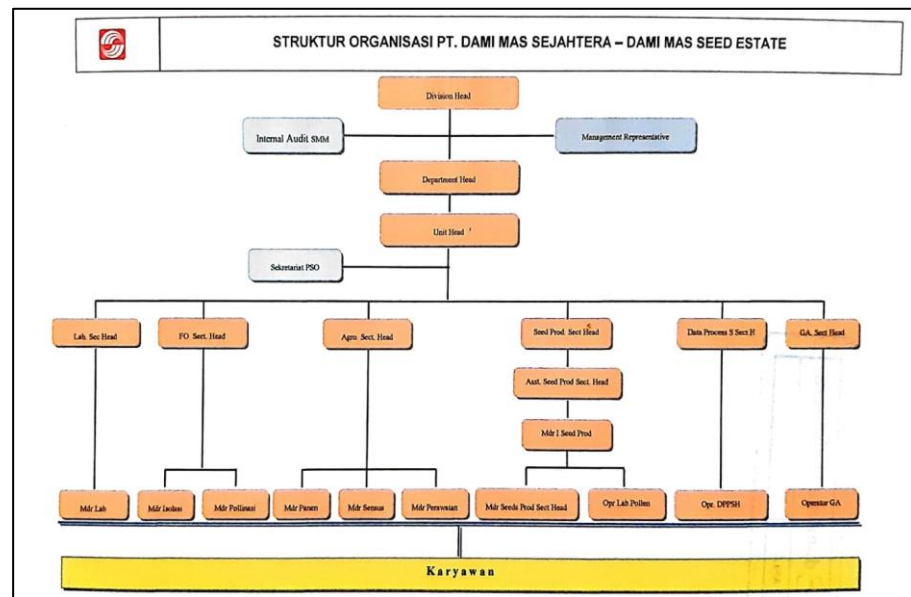 STRUKTUR ORGANISASI PT. DAMI MAS SEJAHTERA – DAMI MAS SEED ESTATE
Division Head
Internal Audit SMM
Management Representative
Department Head
Unit Head
Sekretariat PSO
Lab. Sec Head
FO Sect. Head
Agro. Sect. Head
Seed Prod. Sect Head
Data Process S Sect H
GA. Sect Head
Asst. Seed Prod Sect. Head
Mdr I Seed Prod
Mdr Lab
Mdr Isolasi
Mdr Pollinasi
Mdr Panen
Mdr Sensus
Mdr Perawatan
Mdr Seeds Prod Sect Head
Opr Lab Pollen
Opr. DPPSH
Operator GA
Karyawan